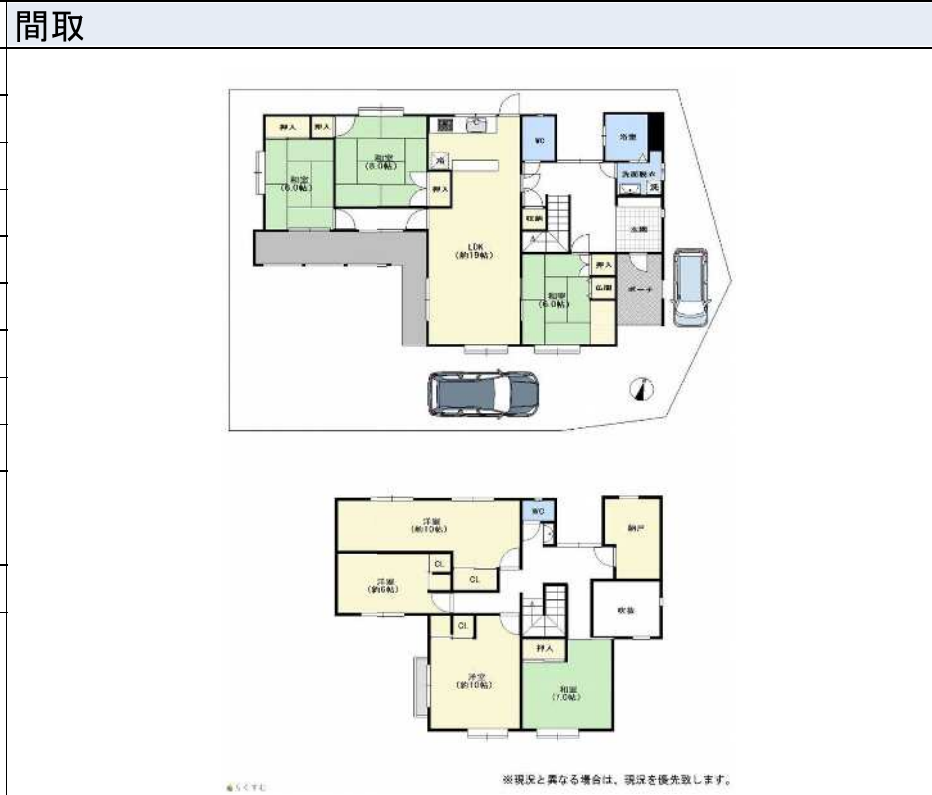 間取
押入
押入
和室
(8.0帖)
冷
WC
浴室
和室
(6.0帖)
押入
洗面脱衣
洗
収納
玄関
LDK
(約19帖)
押入
仏間
ポーチ
和室
(6.0帖)
洋室
(約10帖)
WC
納戸
CL
CL
洋室
(約6帖)
吹抜
CL
押入
洋室
(約10帖)
和室
(7.0帖)
※現況と異なる場合は、現況を優先致します。
らくすむ